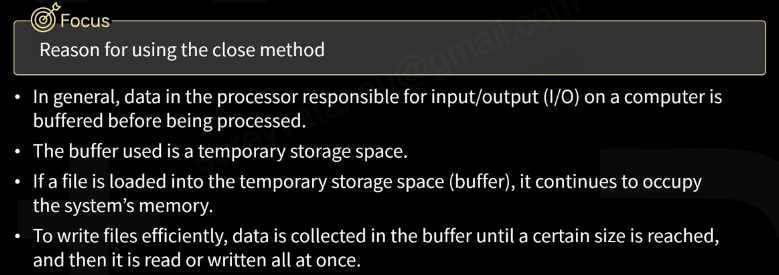 Focus
Reason for using the close method
• In general, data in the processor responsible for input/output (I/O) on a computer is
buffered before being processed.
• The buffer used is a temporary storage space.
• If a file is loaded into the temporary storage space (buffer), it continues to occupy
the system's memory.
• To write files efficiently, data is collected in the buffer until a certain size is reached,
and then it is read or written all at once.